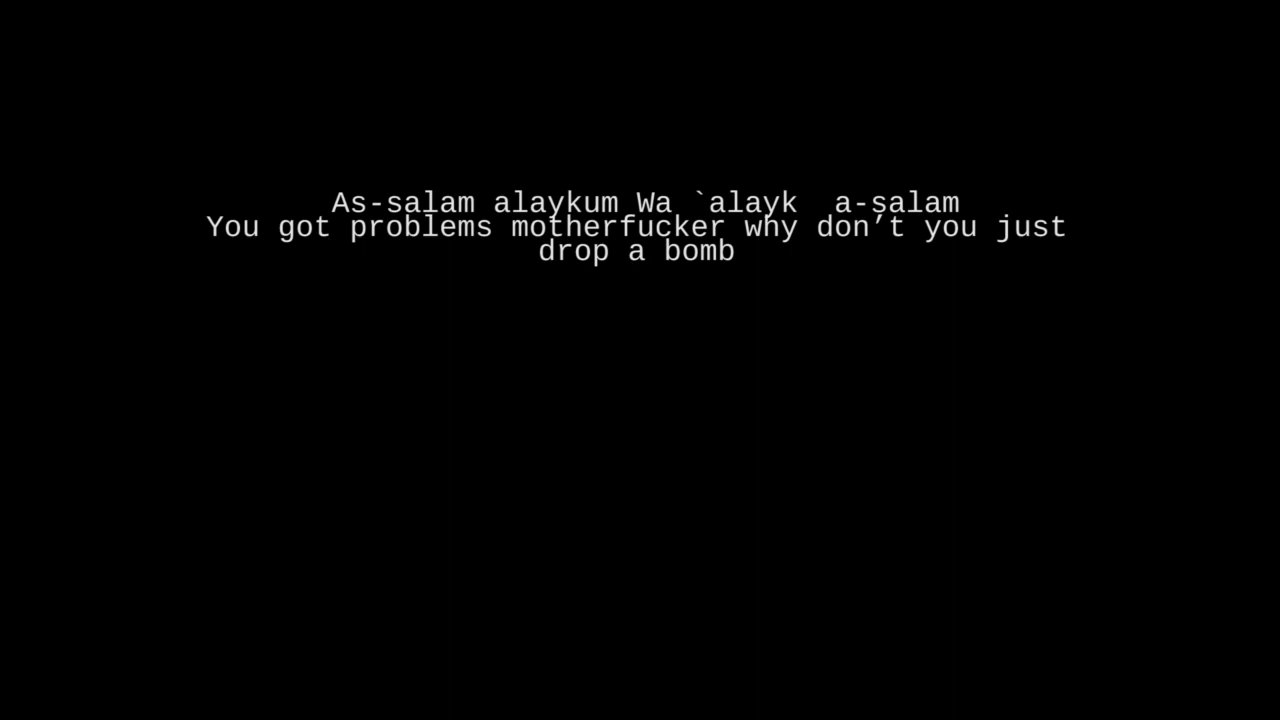 As-salam alaykum Wa `alayk  a-salam
You got problems motherfucker why don’t you just
drop a bomb